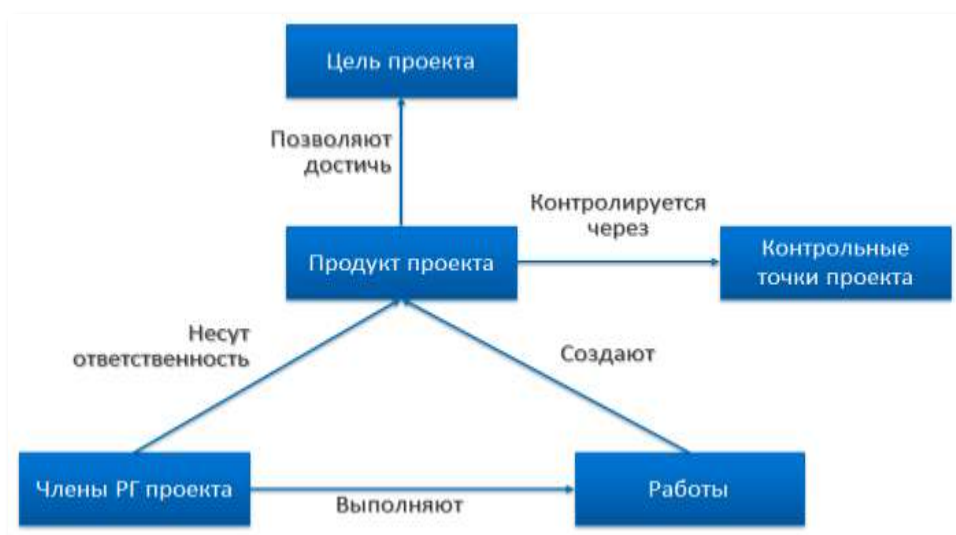 Цель проекта
Позволяют
достичь
Контролируется
через
Продукт проекта
Контрольные
точки проекта
Несут
ответственность
Создают
Члены РГ проекта
Выполняют
Работы